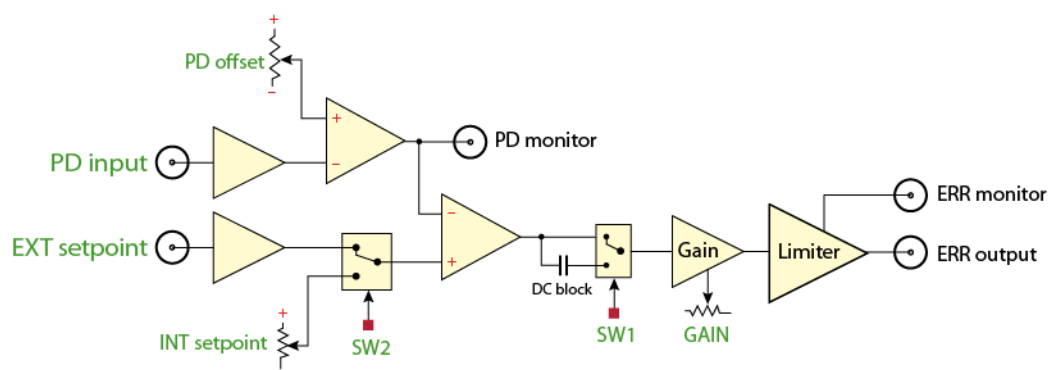 +
PD offset
−
+
−
PD monitor
PD input
ERR monitor
EXT setpoint
−
+
DC block
Gain
Limiter
ERR output
+
INT setpoint
SW2
SW1
GAIN